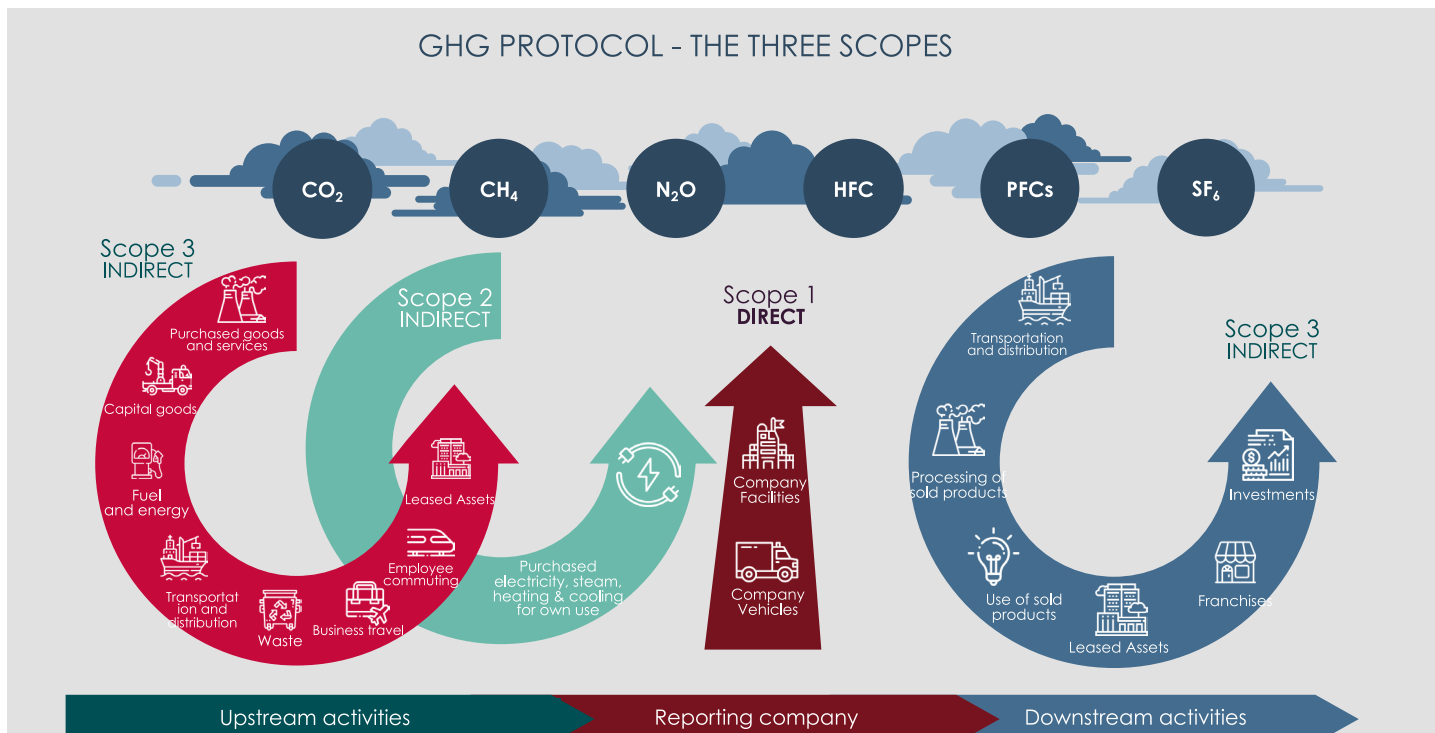 GHG PROTOCOL - THE THREE SCOPES
CO₂
CH₄
N₂O
HFC
PFCs
SF₆
Scope 3
INDIRECT
Purchased goods
and services
Capital goods
Fuel
and energy
Transportat
ion and
distribution
Waste
Business travel
Employee
commuting
Leased Assets
Scope 2
INDIRECT
Purchased
electricity, steam,
heating & cooling
for own use
Scope 1
DIRECT
Company
Facilities
Company
Vehicles
Transportation
and distribution
Processing of
sold products
Use of sold
products
Leased Assets
Franchises
Investments
Scope 3
INDIRECT
Upstream activities
Reporting company
Downstream activities